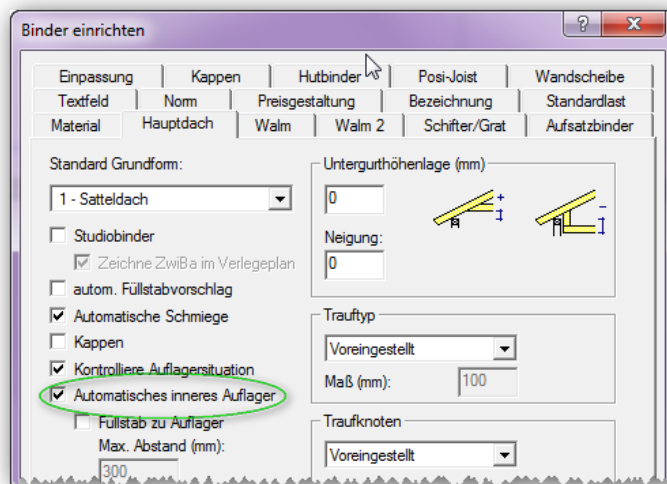 Binder einrichten
?
X
Einpassung
Kappen
Hutbinder
Posi-Joist
Wandscheibe
Textfeld
Norm
Preisgestaltung
Bezeichnung
Standardlast
Material
Hauptdach
Walm
Walm 2
Schifter/Grat
Aufsatzbinder
Standard Grundform:
1 - Satteldach
Studiobinder
Zeichne ZwiBa im Verlegeplan
autom. Füllstabvorschlag
Automatische Schmiege
Kappen
Kontrolliere Auflagersituation
Automatisches inneres Auflager
Füllstab zu Auflager
Max. Abstand (mm):
300
Untergurthöhenlage (mm)
0
+
-
Neigung:
0
Trauftyp
Voreingestellt
Maß (mm):
100
Traufknoten
Voreingestellt